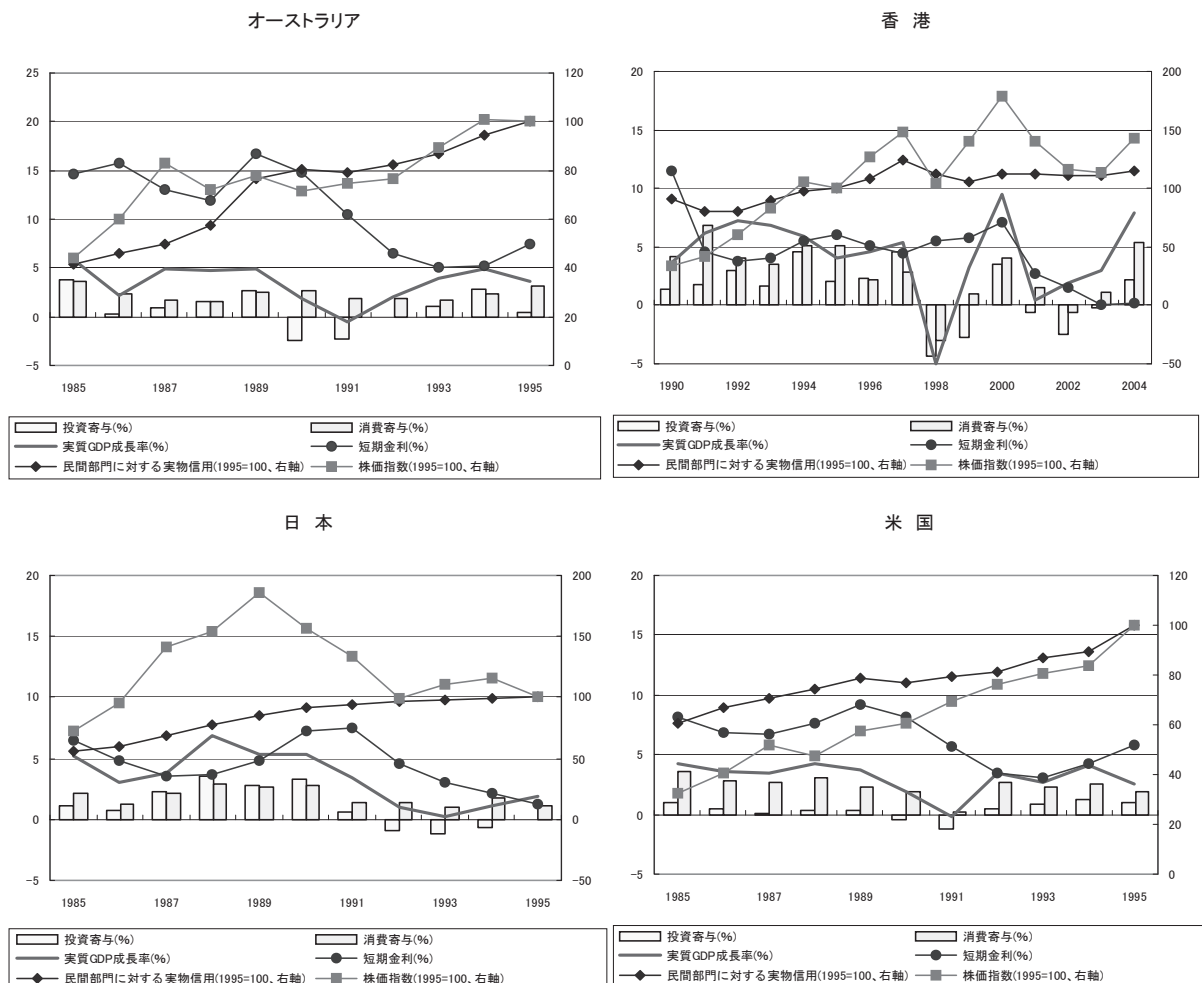 オーストラリア
25
20
15
10
5
0
−5
120
100
80
60
40
20
0
1985 1987 1989 1991 1993 1995
投資寄与(%) 消費寄与(%)
実質GDP成長率(%) 短期金利(%)
民間部門に対する実物信用(1995=100、右軸) 株価指数(1995=100、右軸)
香 港
20
15
10
5
0
−5
200
150
100
50
0
−50
1990 1992 1994 1996 1998 2000 2002 2004
投資寄与(%) 消費寄与(%)
実質GDP成長率(%) 短期金利(%)
民間部門に対する実物信用(1995=100、右軸) 株価指数(1995=100、右軸)
日 本
20
15
10
5
0
−5
200
150
100
50
0
−50
1985 1987 1989 1991 1993 1995
投資寄与(%) 消費寄与(%)
実質GDP成長率(%) 短期金利(%)
民間部門に対する実物信用(1995=100、右軸) 株価指数(1995=100、右軸)
米 国
20
15
10
5
0
−5
120
100
80
60
40
20
0
1985 1987 1989 1991 1993 1995
投資寄与(%) 消費寄与(%)
実質GDP成長率(%) 短期金利(%)
民間部門に対する実物信用(1995=100、右軸) 株価指数(1995=100、右軸)